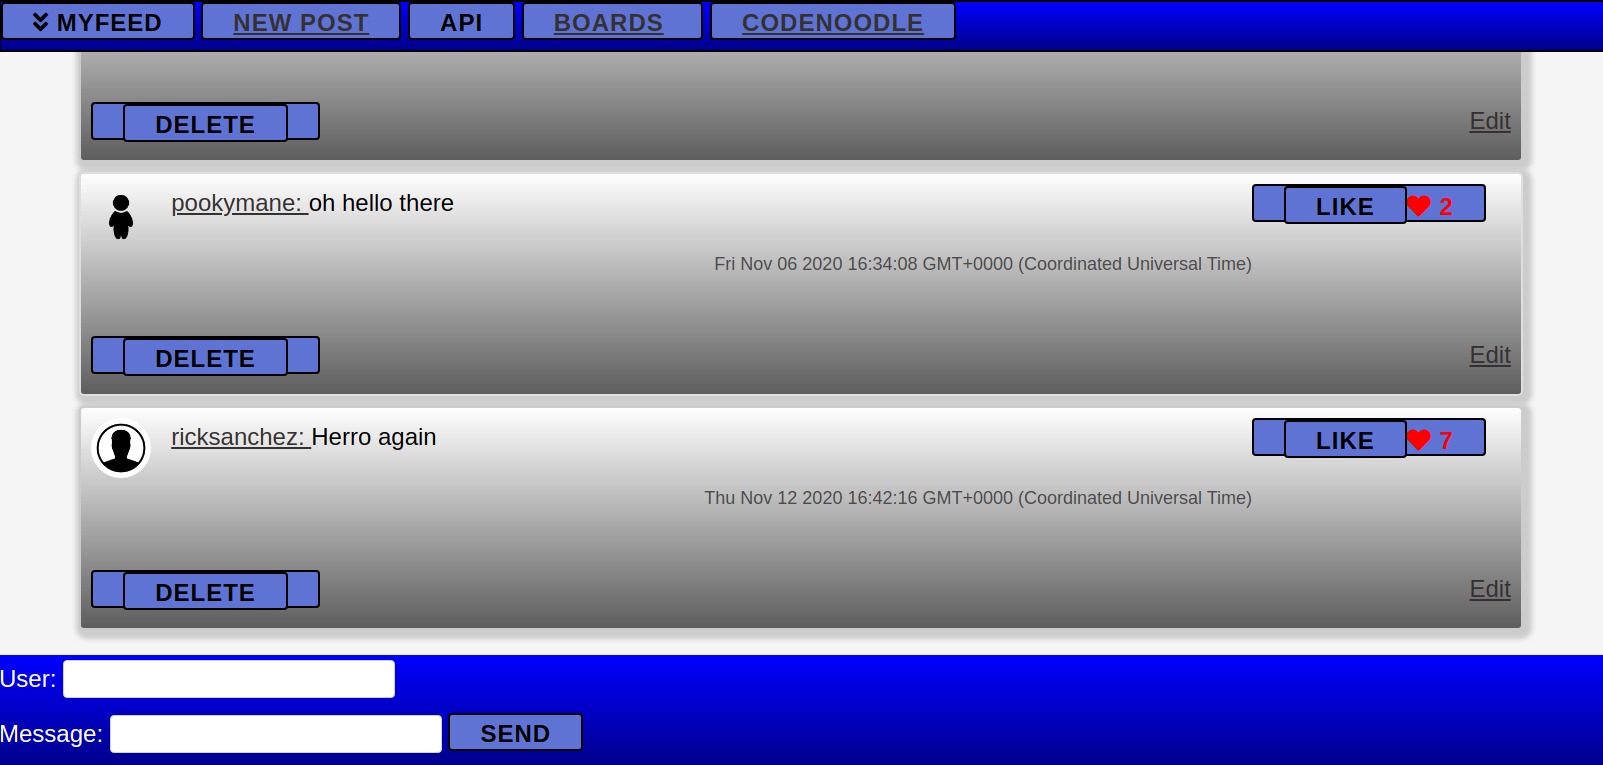 MYFEED NEW POST API BOARDS CODENOODLE
DELETE Edit
pookymane: oh hello there LIKE 2
Fri Nov 06 2020 16:34:08 GMT+0000 (Coordinated Universal Time)
DELETE Edit
ricksanchez: Herro again LIKE 7
Thu Nov 12 2020 16:42:16 GMT+0000 (Coordinated Universal Time)
DELETE Edit
User:
Message: SEND